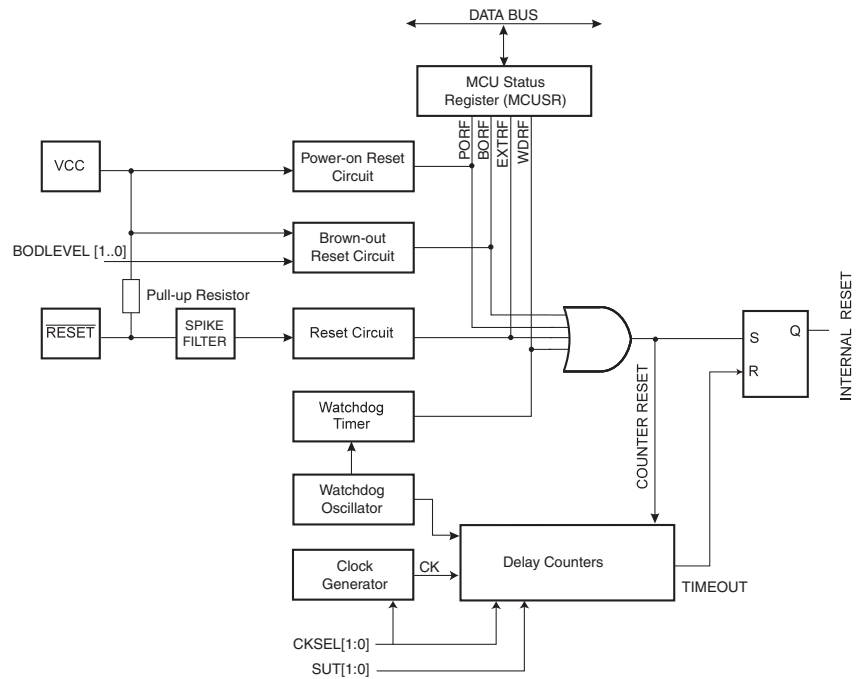 DATA BUS
MCU Status
Register (MCUSR)
PORF
BORF
EXTRF
WDRF
VCC
Power-on Reset
Circuit
BODLEVEL [1..0]
Brown-out
Reset Circuit
Pull-up Resistor
RESET
SPIKE
FILTER
Reset Circuit
S
Q
R
INTERNAL RESET
Watchdog
Timer
COUNTER RESET
Watchdog
Oscillator
Clock
Generator
CK
Delay Counters
TIMEOUT
CKSEL[1:0]
SUT[1:0]